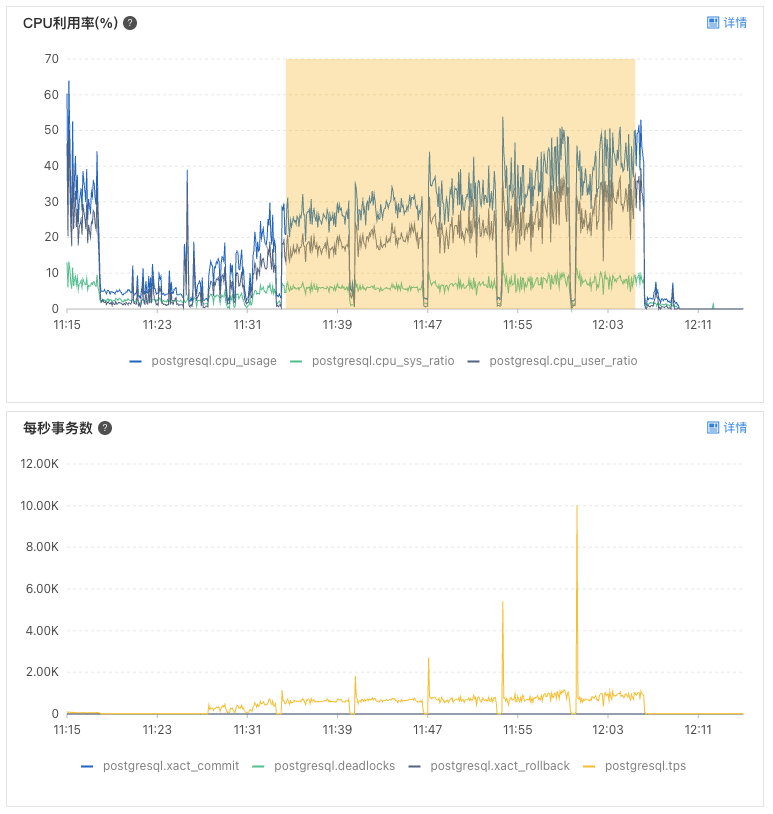 CPU利用率(%) ?
详情
70
60
50
40
30
20
10
0
11:15 11:23 11:31 11:39 11:47 11:55 12:03 12:11
postgresql.cpu_usage postgresql.cpu_sys_ratio postgresql.cpu_user_ratio
每秒事务数 ?
详情
12.00K
10.00K
8.00K
6.00K
4.00K
2.00K
0
11:15 11:23 11:31 11:39 11:47 11:55 12:03 12:11
postgresql.xact_commit postgresql.deadlocks postgresql.xact_rollback postgresql.tps